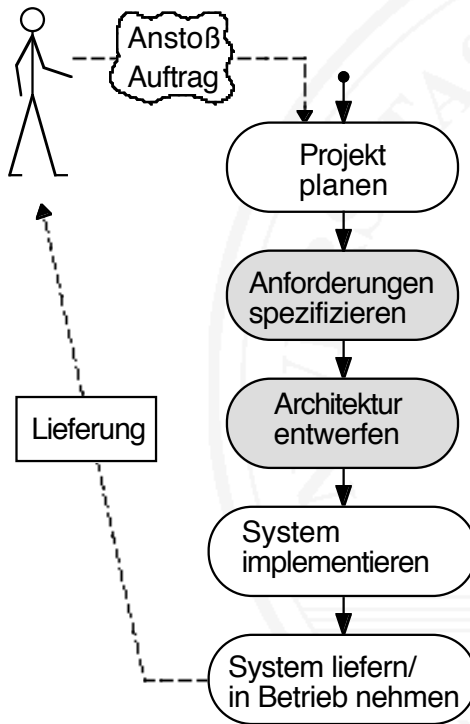 Anstoß
Auftrag
Projekt
planen
Anforderungen
spezifizieren
Architektur
entwerfen
Lieferung
System
implementieren
System liefern/
in Betrieb nehmen